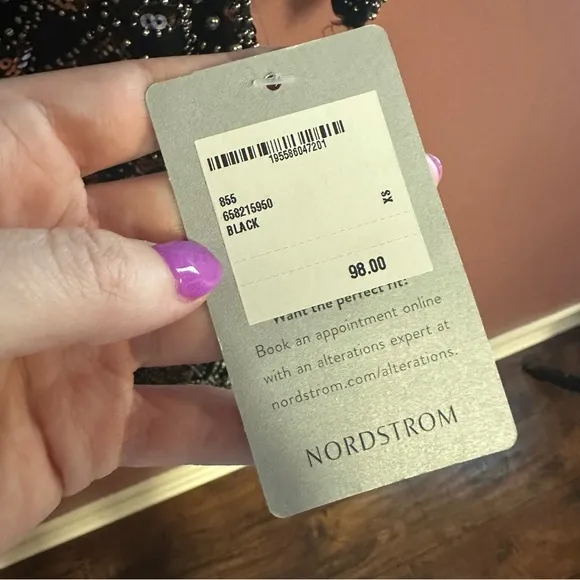 195586047201
855
658215950
BLACK
XS
98.00
Want the perfect fit?
Book an appointment online
with an alterations expert at
nordstrom.com/alterations.
NORDSTROM